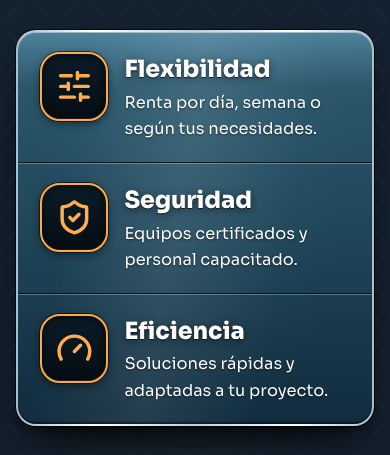 Flexibilidad
Renta por día, semana o
según tus necesidades.
Seguridad
Equipos certificados y
personal capacitado.
Eficiencia
Soluciones rápidas y
adaptadas a tu proyecto.